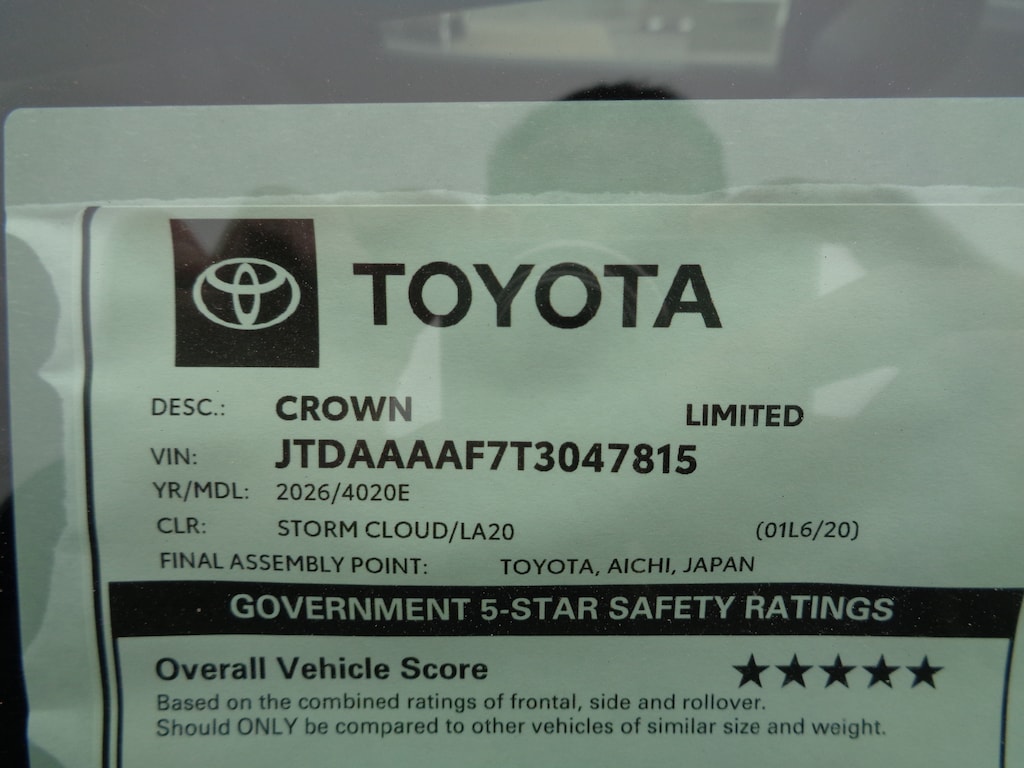 TOYOTA
DESC.: CROWN LIMITED
VIN: JTDAAAAF7T3047815
YR/MDL: 2026/4020E
CLR: STORM CLOUD/LA20 (01L6/20)
FINAL ASSEMBLY POINT: TOYOTA, AICHI, JAPAN
GOVERNMENT 5-STAR SAFETY RATINGS
Overall Vehicle Score ★★★★★
Based on the combined ratings of frontal, side and rollover.
Should ONLY be compared to other vehicles of similar size and weight.